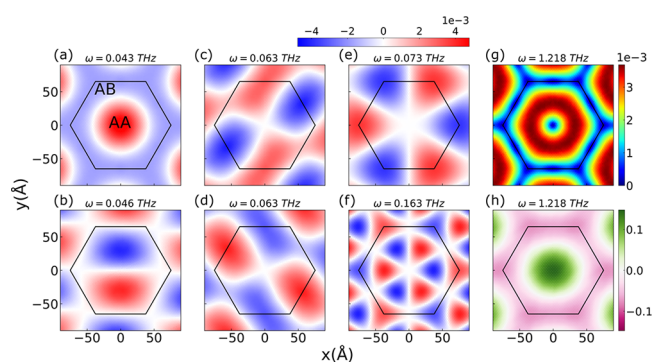 1e−3
−4 −2 0 2 4
(a) ω = 0.043 THz
(c) ω = 0.063 THz
(e) ω = 0.073 THz
(g) ω = 1.218 THz
1e−3
AB
AA
50
0
−50
3
2
1
0
y(Å)
(b) ω = 0.046 THz
(d) ω = 0.063 THz
(f) ω = 0.163 THz
(h) ω = 1.218 THz
50
0
−50
0.1
0.0
−0.1
−50 0 50
−50 0 50
−50 0 50
−50 0 50
x(Å)